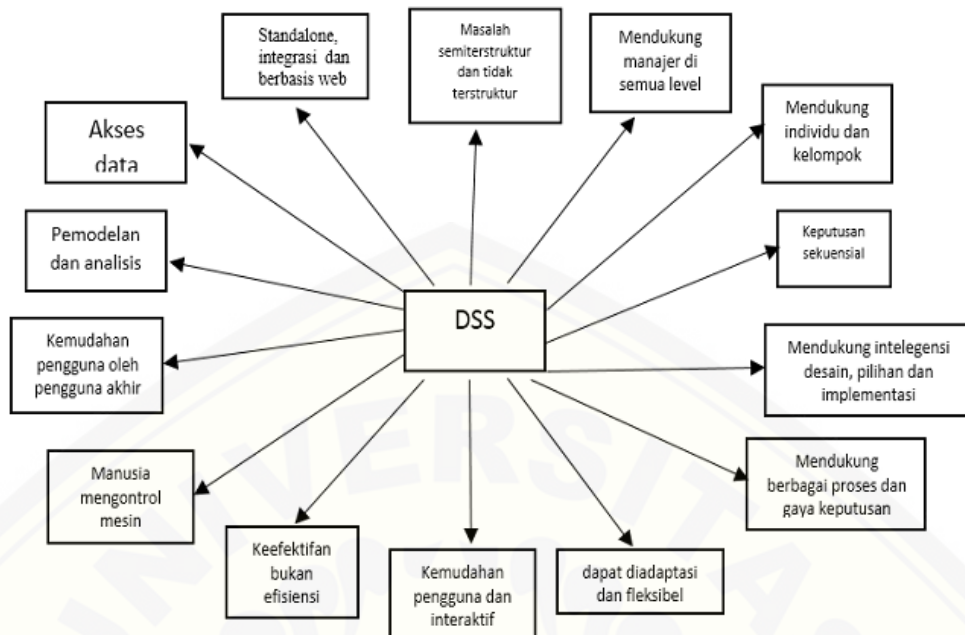 Standalone,
integrasi dan
berbasis web
Masalah
semiterstruktur
dan tidak
terstruktur
Mendukung
manajer di
semua level
Mendukung
individu dan
kelompok
Akses
data
Pemodelan
dan analisis
Keputusan
sekuensial
DSS
Kemudahan
pengguna oleh
pengguna akhir
Mendukung intelegensi
desain, pilihan dan
implementasi
Manusia
mengontrol
mesin
Mendukung
berbagai proses dan
gaya keputusan
Keefektifan
bukan
efisiensi
Kemudahan
pengguna dan
interaktif
dapat diadaptasi
dan fleksibel
UNIVERSITAS